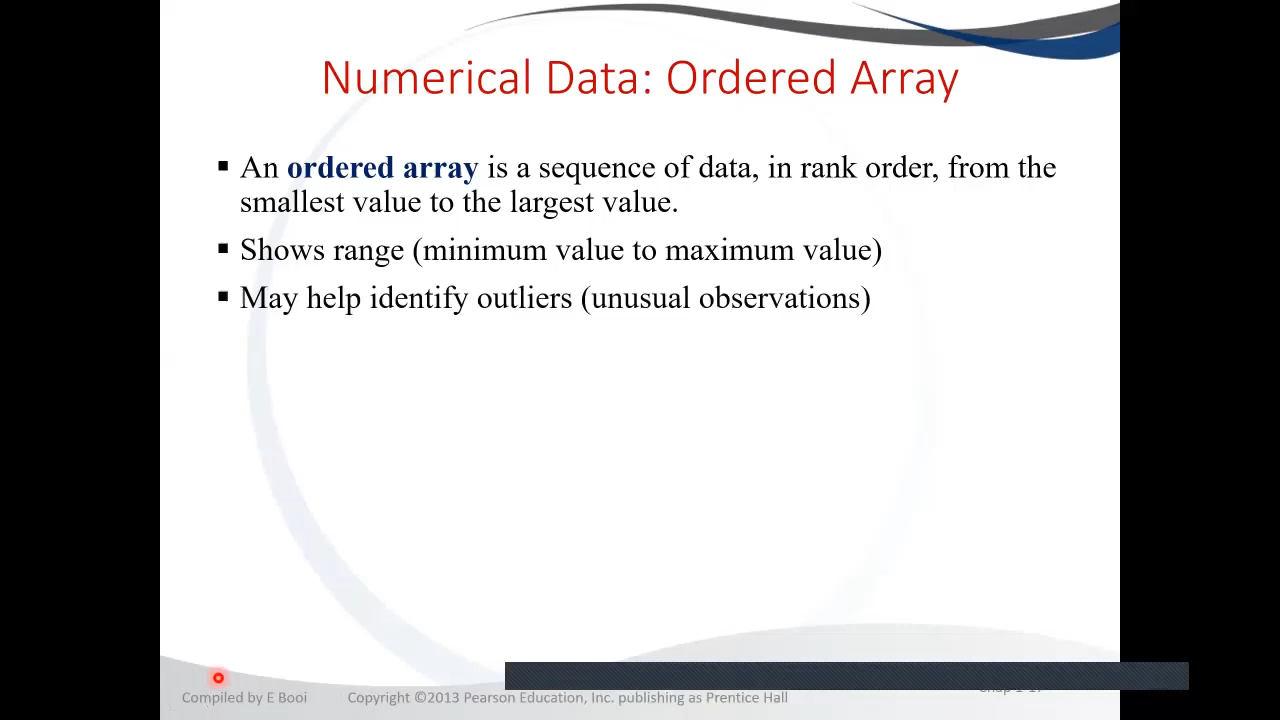 Numerical Data: Ordered Array
▪ An ordered array is a sequence of data, in rank order, from the
smallest value to the largest value.
▪ Shows range (minimum value to maximum value)
▪ May help identify outliers (unusual observations)
Compiled by E Booi
Copyright ©2013 Pearson Education, Inc. publishing as Prentice Hall